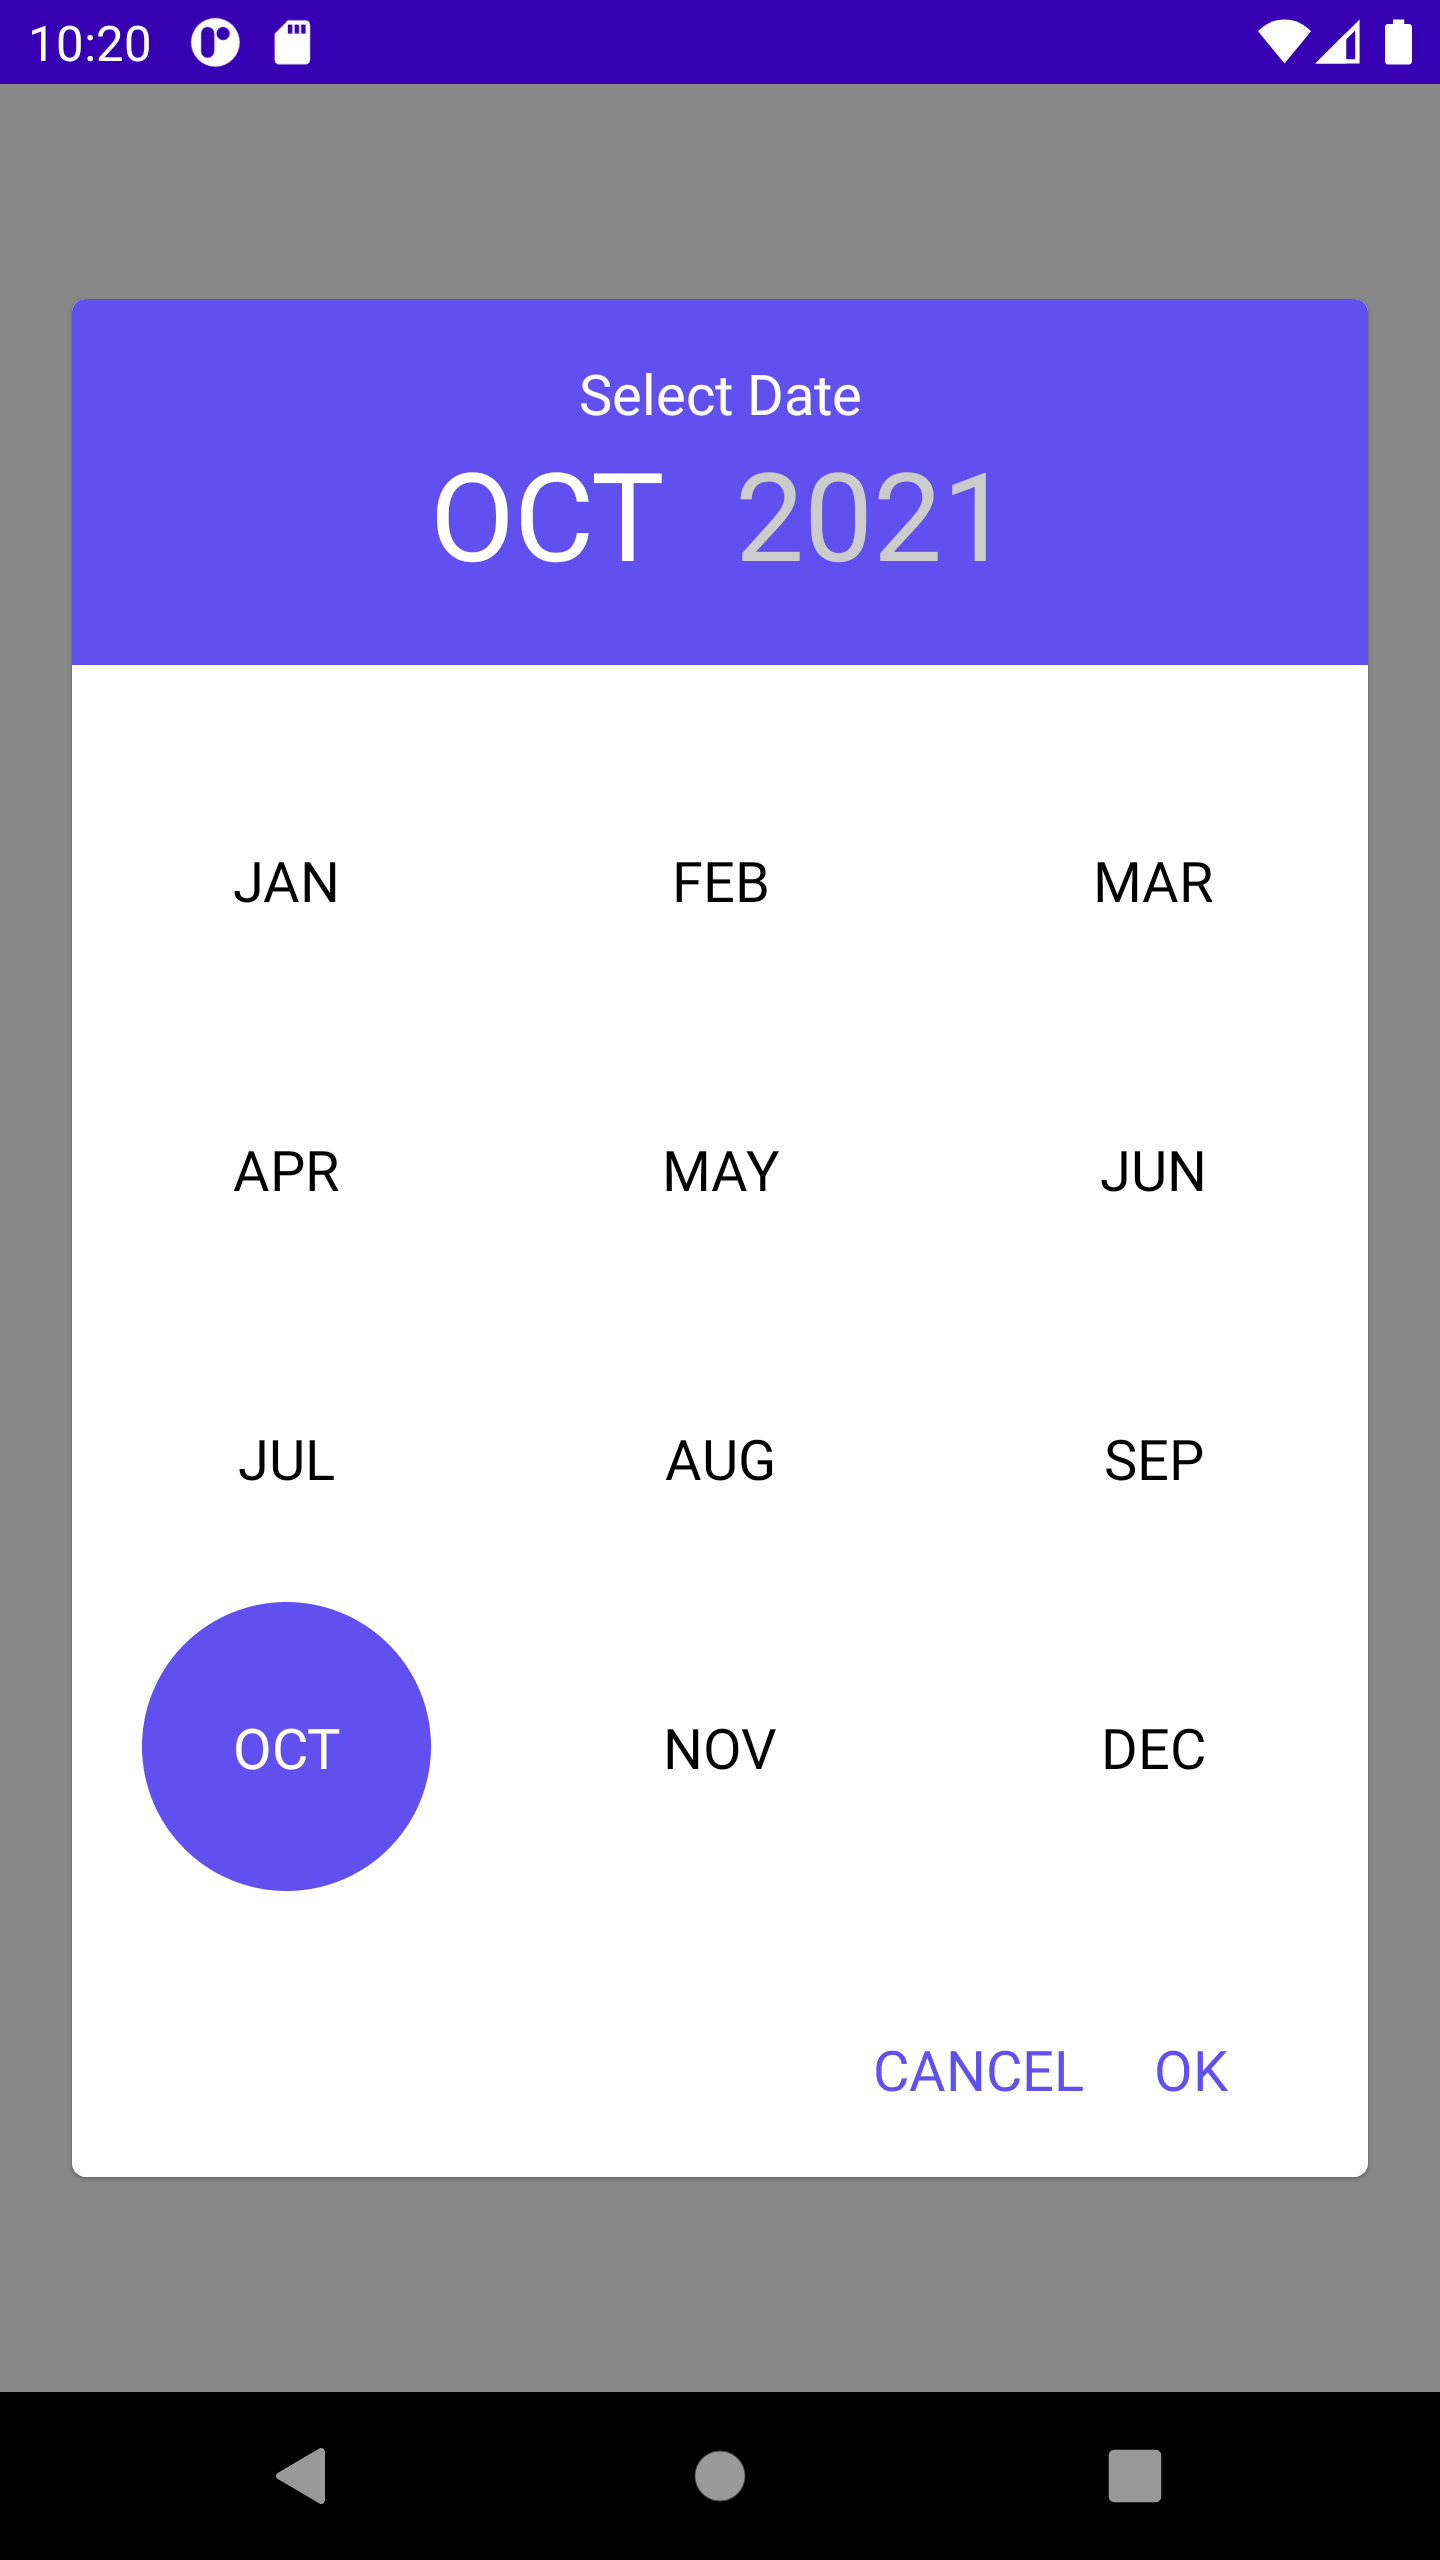 10:20
Select Date
OCT 2021
JAN FEB MAR
APR MAY JUN
JUL AUG SEP
OCT NOV DEC
CANCEL OK